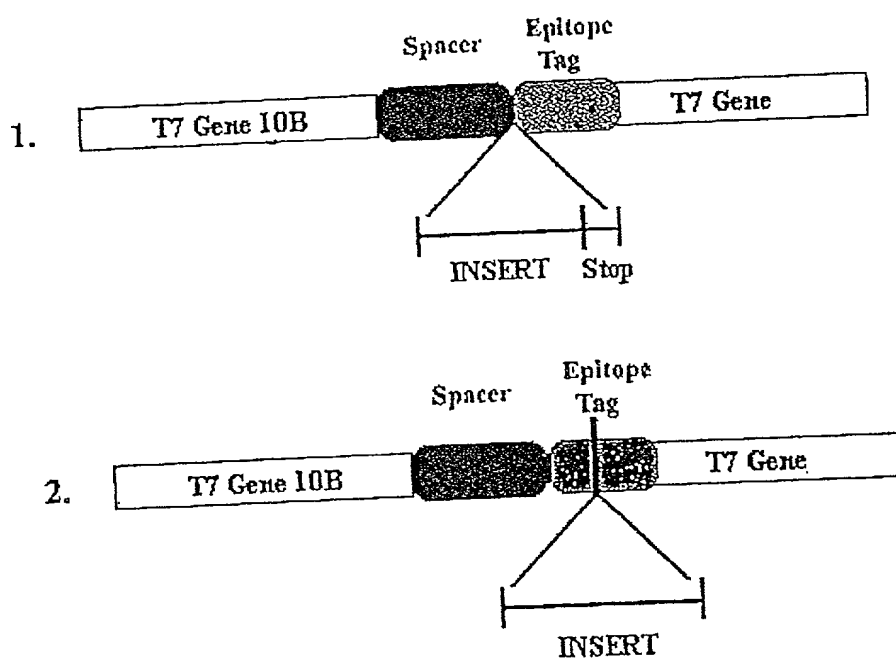 Spacer
Epitope
Tag
1.
T7 Gene 10B
T7 Gene
INSERT
Stop
Spacer
Epitope
Tag
2.
T7 Gene 10B
T7 Gene
INSERT